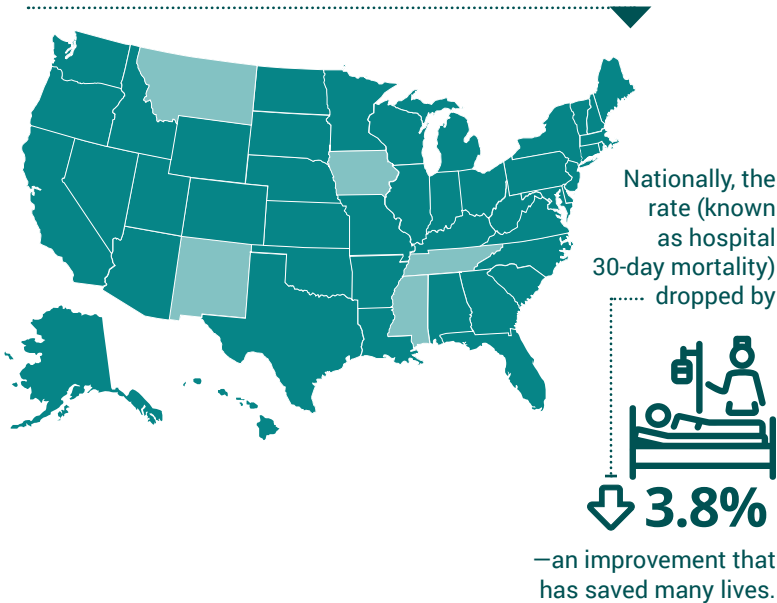 Nationally, the
rate (known
as hospital
30-day mortality)
dropped by
3.8%
—an improvement that
has saved many lives.